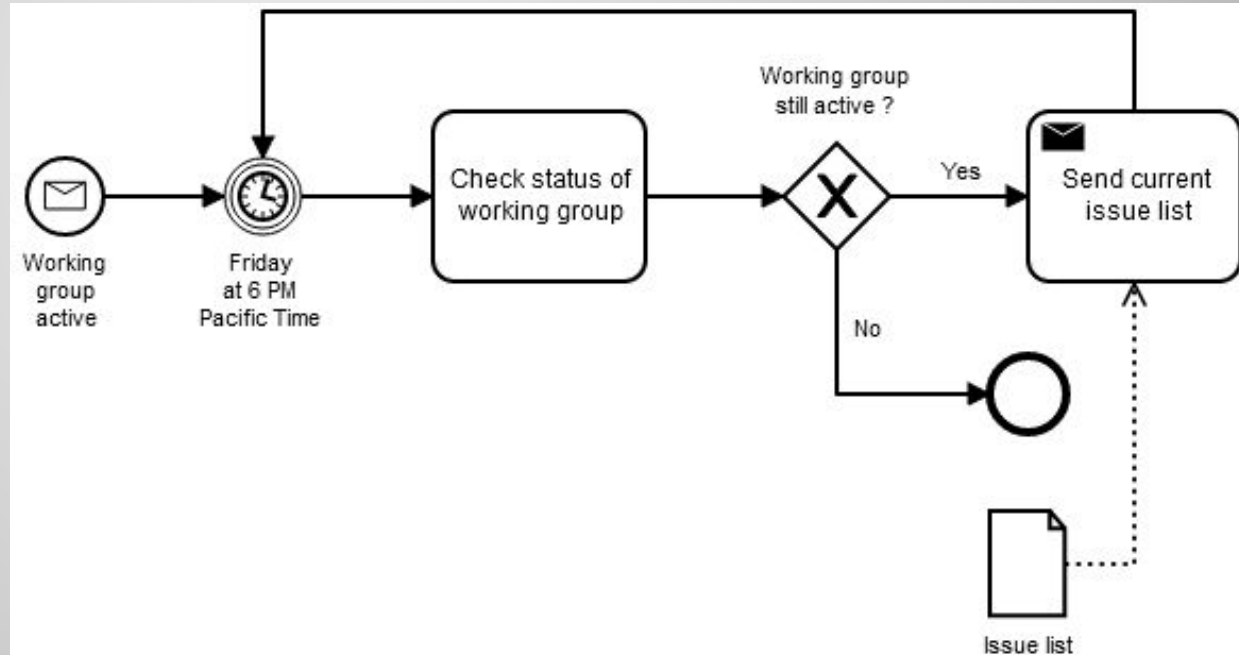 Working group
still active ?
Check status of
working group
Yes
Send current
issue list
Working
group
active
Friday
at 6 PM
Pacific Time
No
Issue list